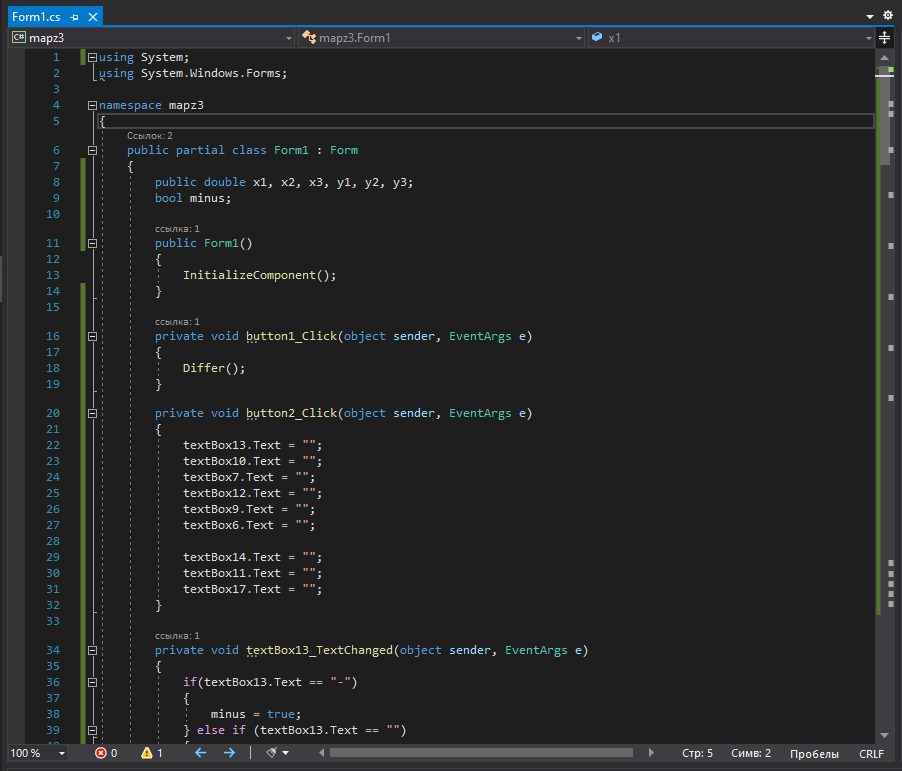 Form1.cs
C# mapz3 mapz3.Form1 x1
1 using System;
2 using System.Windows.Forms;
3
4 namespace mapz3
5 {
Ссылок: 2
6 public partial class Form1 : Form
7 {
8 public double x1, x2, x3, y1, y2, y3;
9 bool minus;
10
ссылка: 1
11 public Form1()
12 {
13 InitializeComponent();
14 }
15
ссылка: 1
16 private void button1_Click(object sender, EventArgs e)
17 {
18 Differ();
19 }
20 private void button2_Click(object sender, EventArgs e)
21 {
22 textBox13.Text = "";
23 textBox10.Text = "";
24 textBox7.Text = "";
25 textBox12.Text = "";
26 textBox9.Text = "";
27 textBox6.Text = "";
28
29 textBox14.Text = "";
30 textBox11.Text = "";
31 textBox17.Text = "";
32 }
33
ссылка: 1
34 private void textBox13_TextChanged(object sender, EventArgs e)
35 {
36 if(textBox13.Text == "-")
37 {
38 minus = true;
39 } else if (textBox13.Text == "")
100 % 0 1 Стр: 5 Симв: 2 Пробелы CRLF